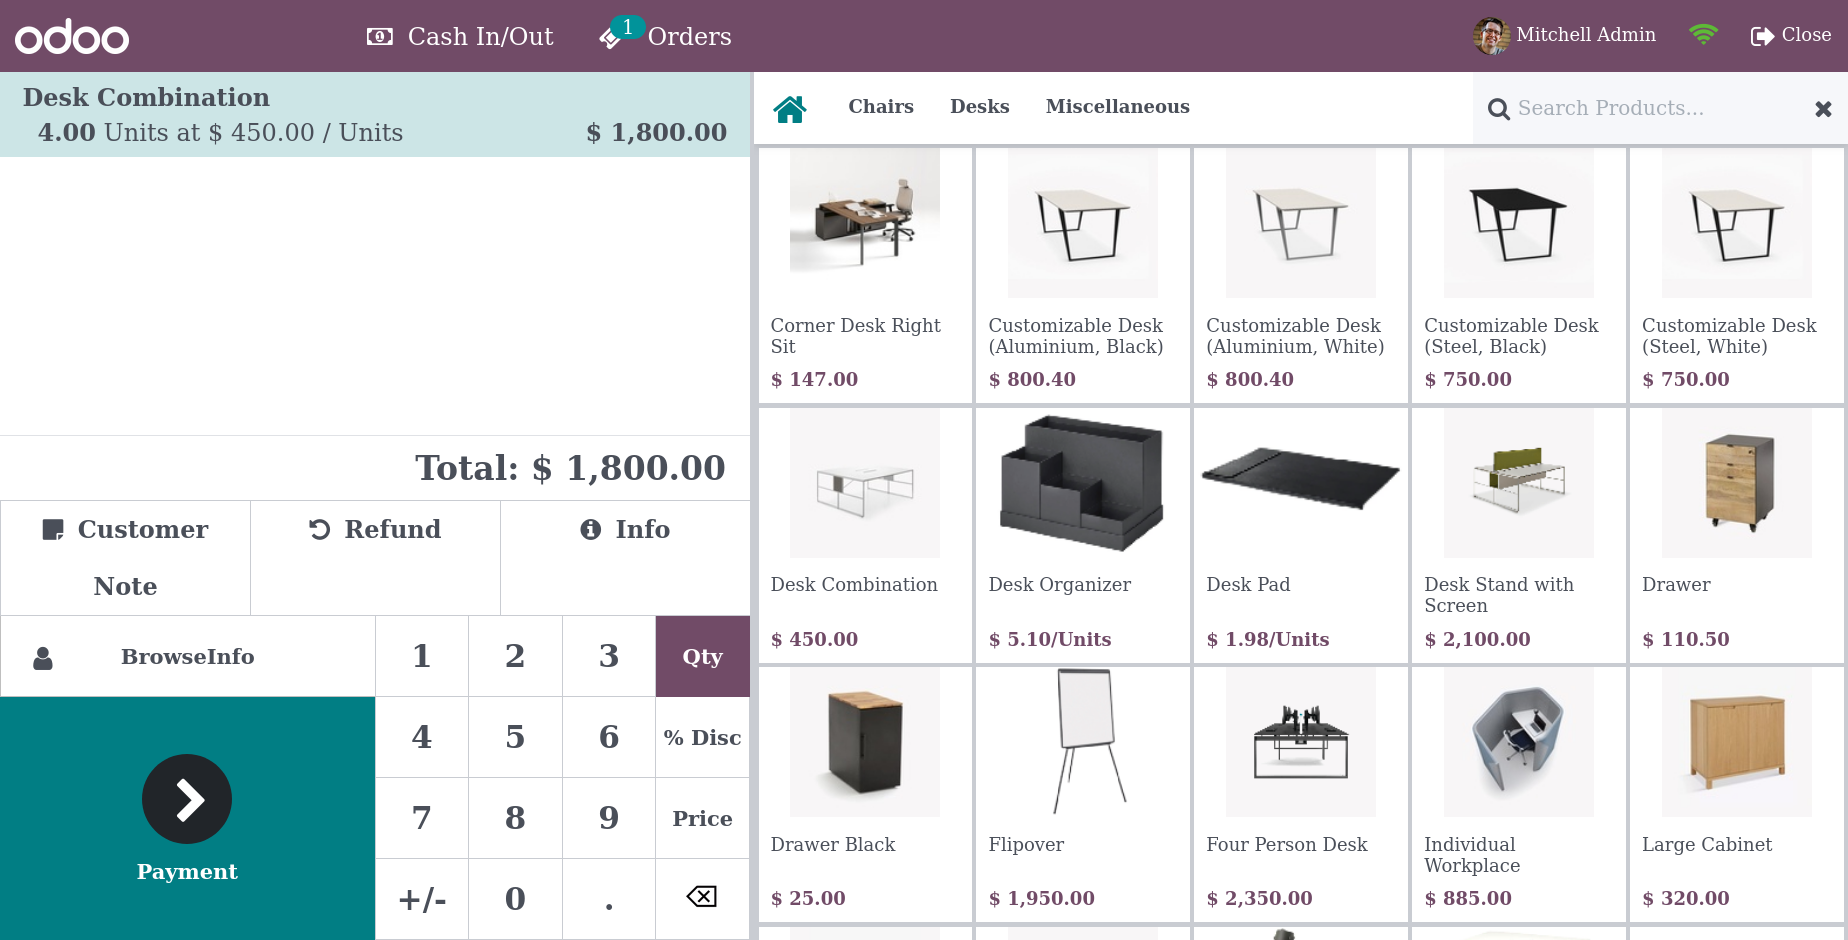 odoo
Cash In/Out
1
Orders
Mitchell Admin
Close
Desk Combination
4.00 Units at $ 450.00 / Units
$ 1,800.00
Total: $ 1,800.00
Customer
Note
Refund
Info
BrowseInfo
1 2 3 Qty
4 5 6 % Disc
7 8 9 Price
+/- 0 .
Payment
Chairs
Desks
Miscellaneous
Search Products...
Corner Desk Right
Sit
$ 147.00
Customizable Desk
(Aluminium, Black)
$ 800.40
Customizable Desk
(Aluminium, White)
$ 800.40
Customizable Desk
(Steel, Black)
$ 750.00
Customizable Desk
(Steel, White)
$ 750.00
Desk Combination
$ 450.00
Desk Organizer
$ 5.10/Units
Desk Pad
$ 1.98/Units
Desk Stand with
Screen
$ 2,100.00
Drawer
$ 110.50
Drawer Black
$ 25.00
Flipover
$ 1,950.00
Four Person Desk
$ 2,350.00
Individual
Workplace
$ 885.00
Large Cabinet
$ 320.00